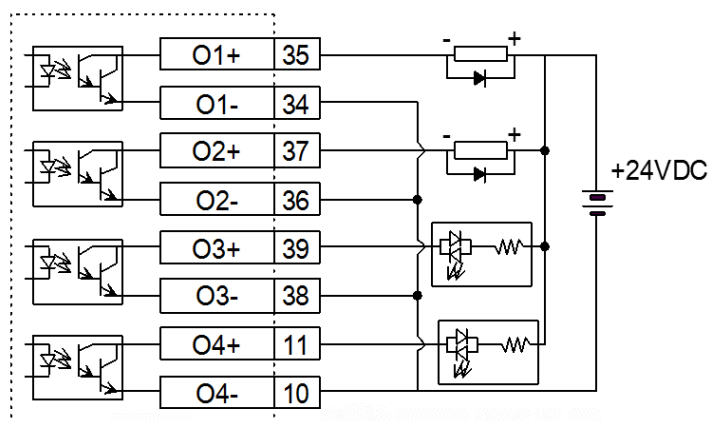 - +
O1+ 35
O1- 34
- +
O2+ 37
+24VDC
O2- 36
O3+ 39
O3- 38
O4+ 11
O4- 10